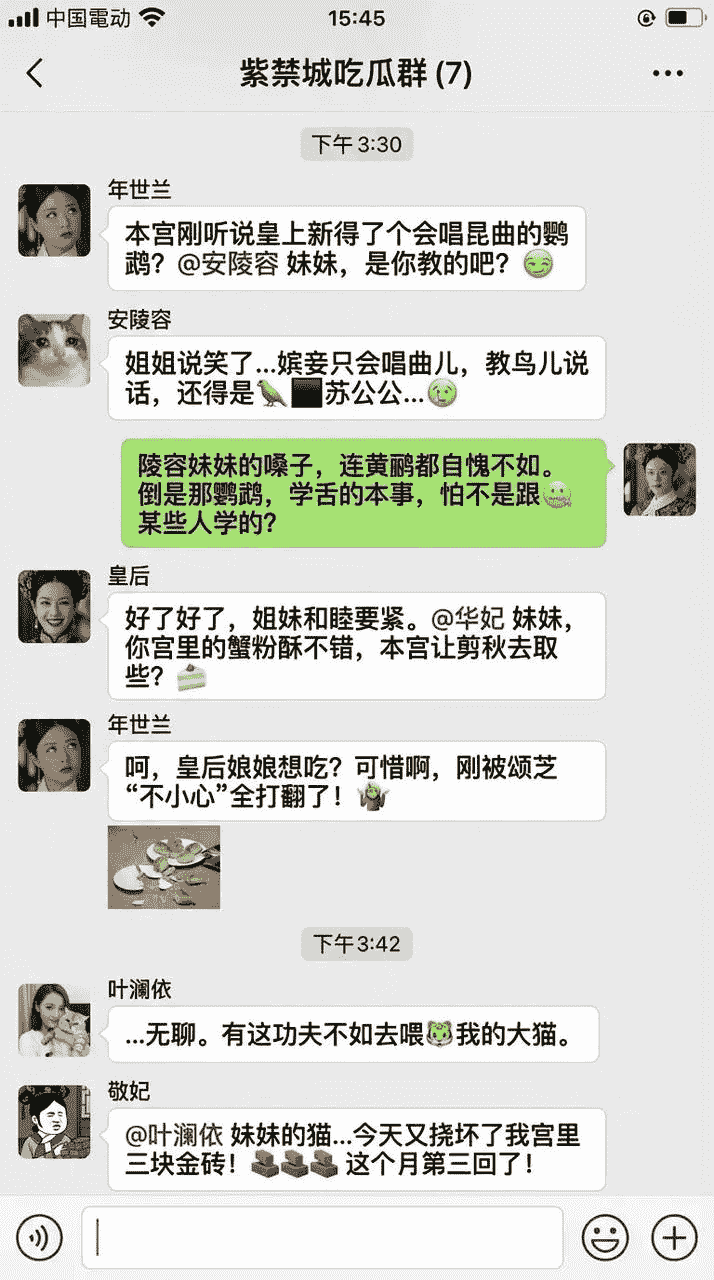 中国電动
15:45
紫禁城吃瓜群 (7)
下午 3:30
年世兰
本宫刚听说皇上新得了个会唱昆曲的鹦
鹉？@安陵容 妹妹，是你教的吧？😏
安陵容
姐姐说笑了...嫔妾只会唱曲儿，教鸟儿说
话，还得是🦜⬛苏公公...🥲
陵容妹妹的嗓子，连黄鹂都自愧不如。
倒是那鹦鹉，学舌的本事，怕不是跟🤐
某些人学的？
皇后
好了好了，姐妹和睦要紧。@华妃 妹妹，
你宫里的蟹粉酥不错，本宫让剪秋去取
些？🍰
年世兰
呵，皇后娘娘想吃？可惜啊，刚被颂芝
“不小心”全打翻了！🤷
下午 3:42
叶澜依
...无聊。有这功夫不如去喂🐯我的大猫。
敬妃
@叶澜依 妹妹的猫...今天又挠坏了我宫里
三块金砖！🧱🧱🧱 这个月第三回了！